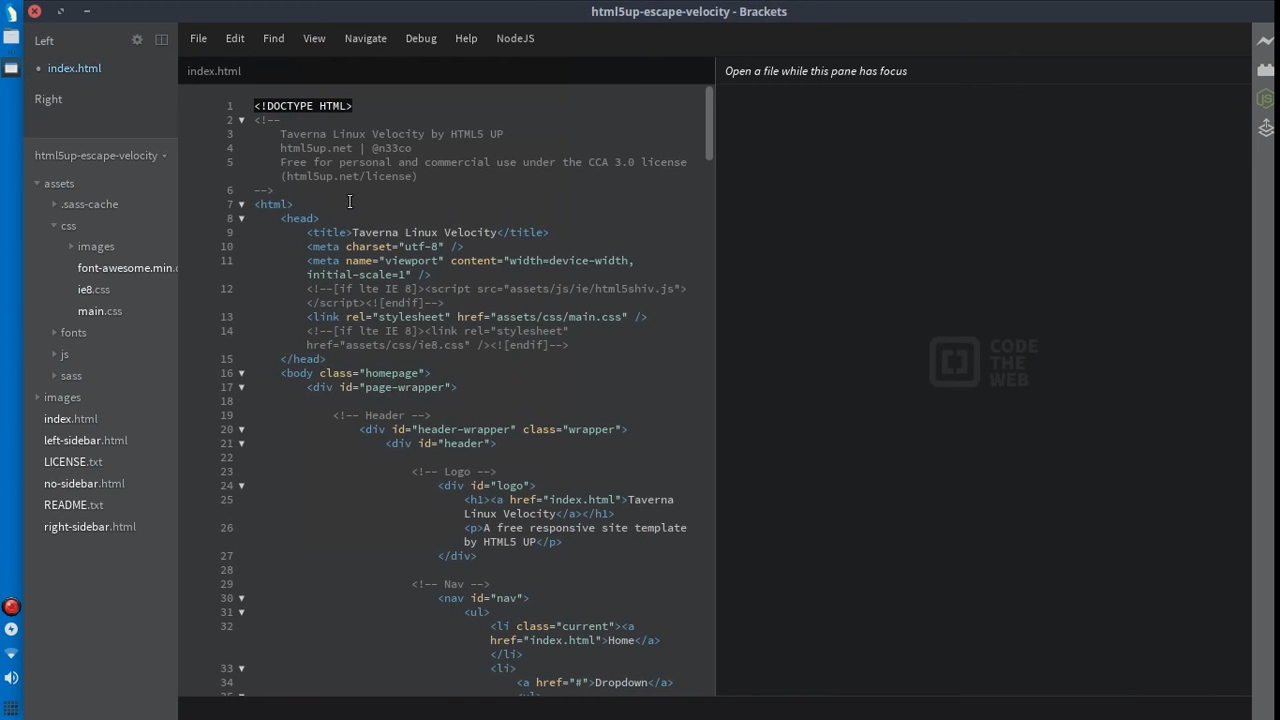 html5up-escape-velocity - Brackets
Left
File Edit Find View Navigate Debug Help NodeJS
index.html
index.html
Open a file while this pane has focus
Right
html5up-escape-velocity
assets
.sass-cache
css
images
font-awesome.min.c
ie8.css
main.css
fonts
js
sass
images
index.html
left-sidebar.html
LICENSE.txt
no-sidebar.html
README.txt
right-sidebar.html
1 <!DOCTYPE HTML>
2 <!--
3 Taverna Linux Velocity by HTML5 UP
4 html5up.net | @n33co
5 Free for personal and commercial use under the CCA 3.0 license
(html5up.net/license)
6 -->
7 <html>
8 <head>
9 <title>Taverna Linux Velocity</title>
10 <meta charset="utf-8" />
11 <meta name="viewport" content="width=device-width,
initial-scale=1" />
12 <!--[if lte IE 8]><script src="assets/js/ie/html5shiv.js">
</script><![endif]-->
13 <link rel="stylesheet" href="assets/css/main.css" />
14 <!--[if lte IE 8]><link rel="stylesheet"
href="assets/css/ie8.css" /><![endif]-->
15 </head>
16 <body class="homepage">
17 <div id="page-wrapper">
18
19 <!-- Header -->
20 <div id="header-wrapper" class="wrapper">
21 <div id="header">
22
23 <!-- Logo -->
24 <div id="logo">
25 <h1><a href="index.html">Taverna
Linux Velocity</a></h1>
26 <p>A free responsive site template
by HTML5 UP</p>
27 </div>
28
29 <!-- Nav -->
30 <nav id="nav">
31 <ul>
32 <li class="current"><a
href="index.html">Home</a>
</li>
33 <li>
34 <a href="#">Dropdown</a>
CODE
THE
WEB